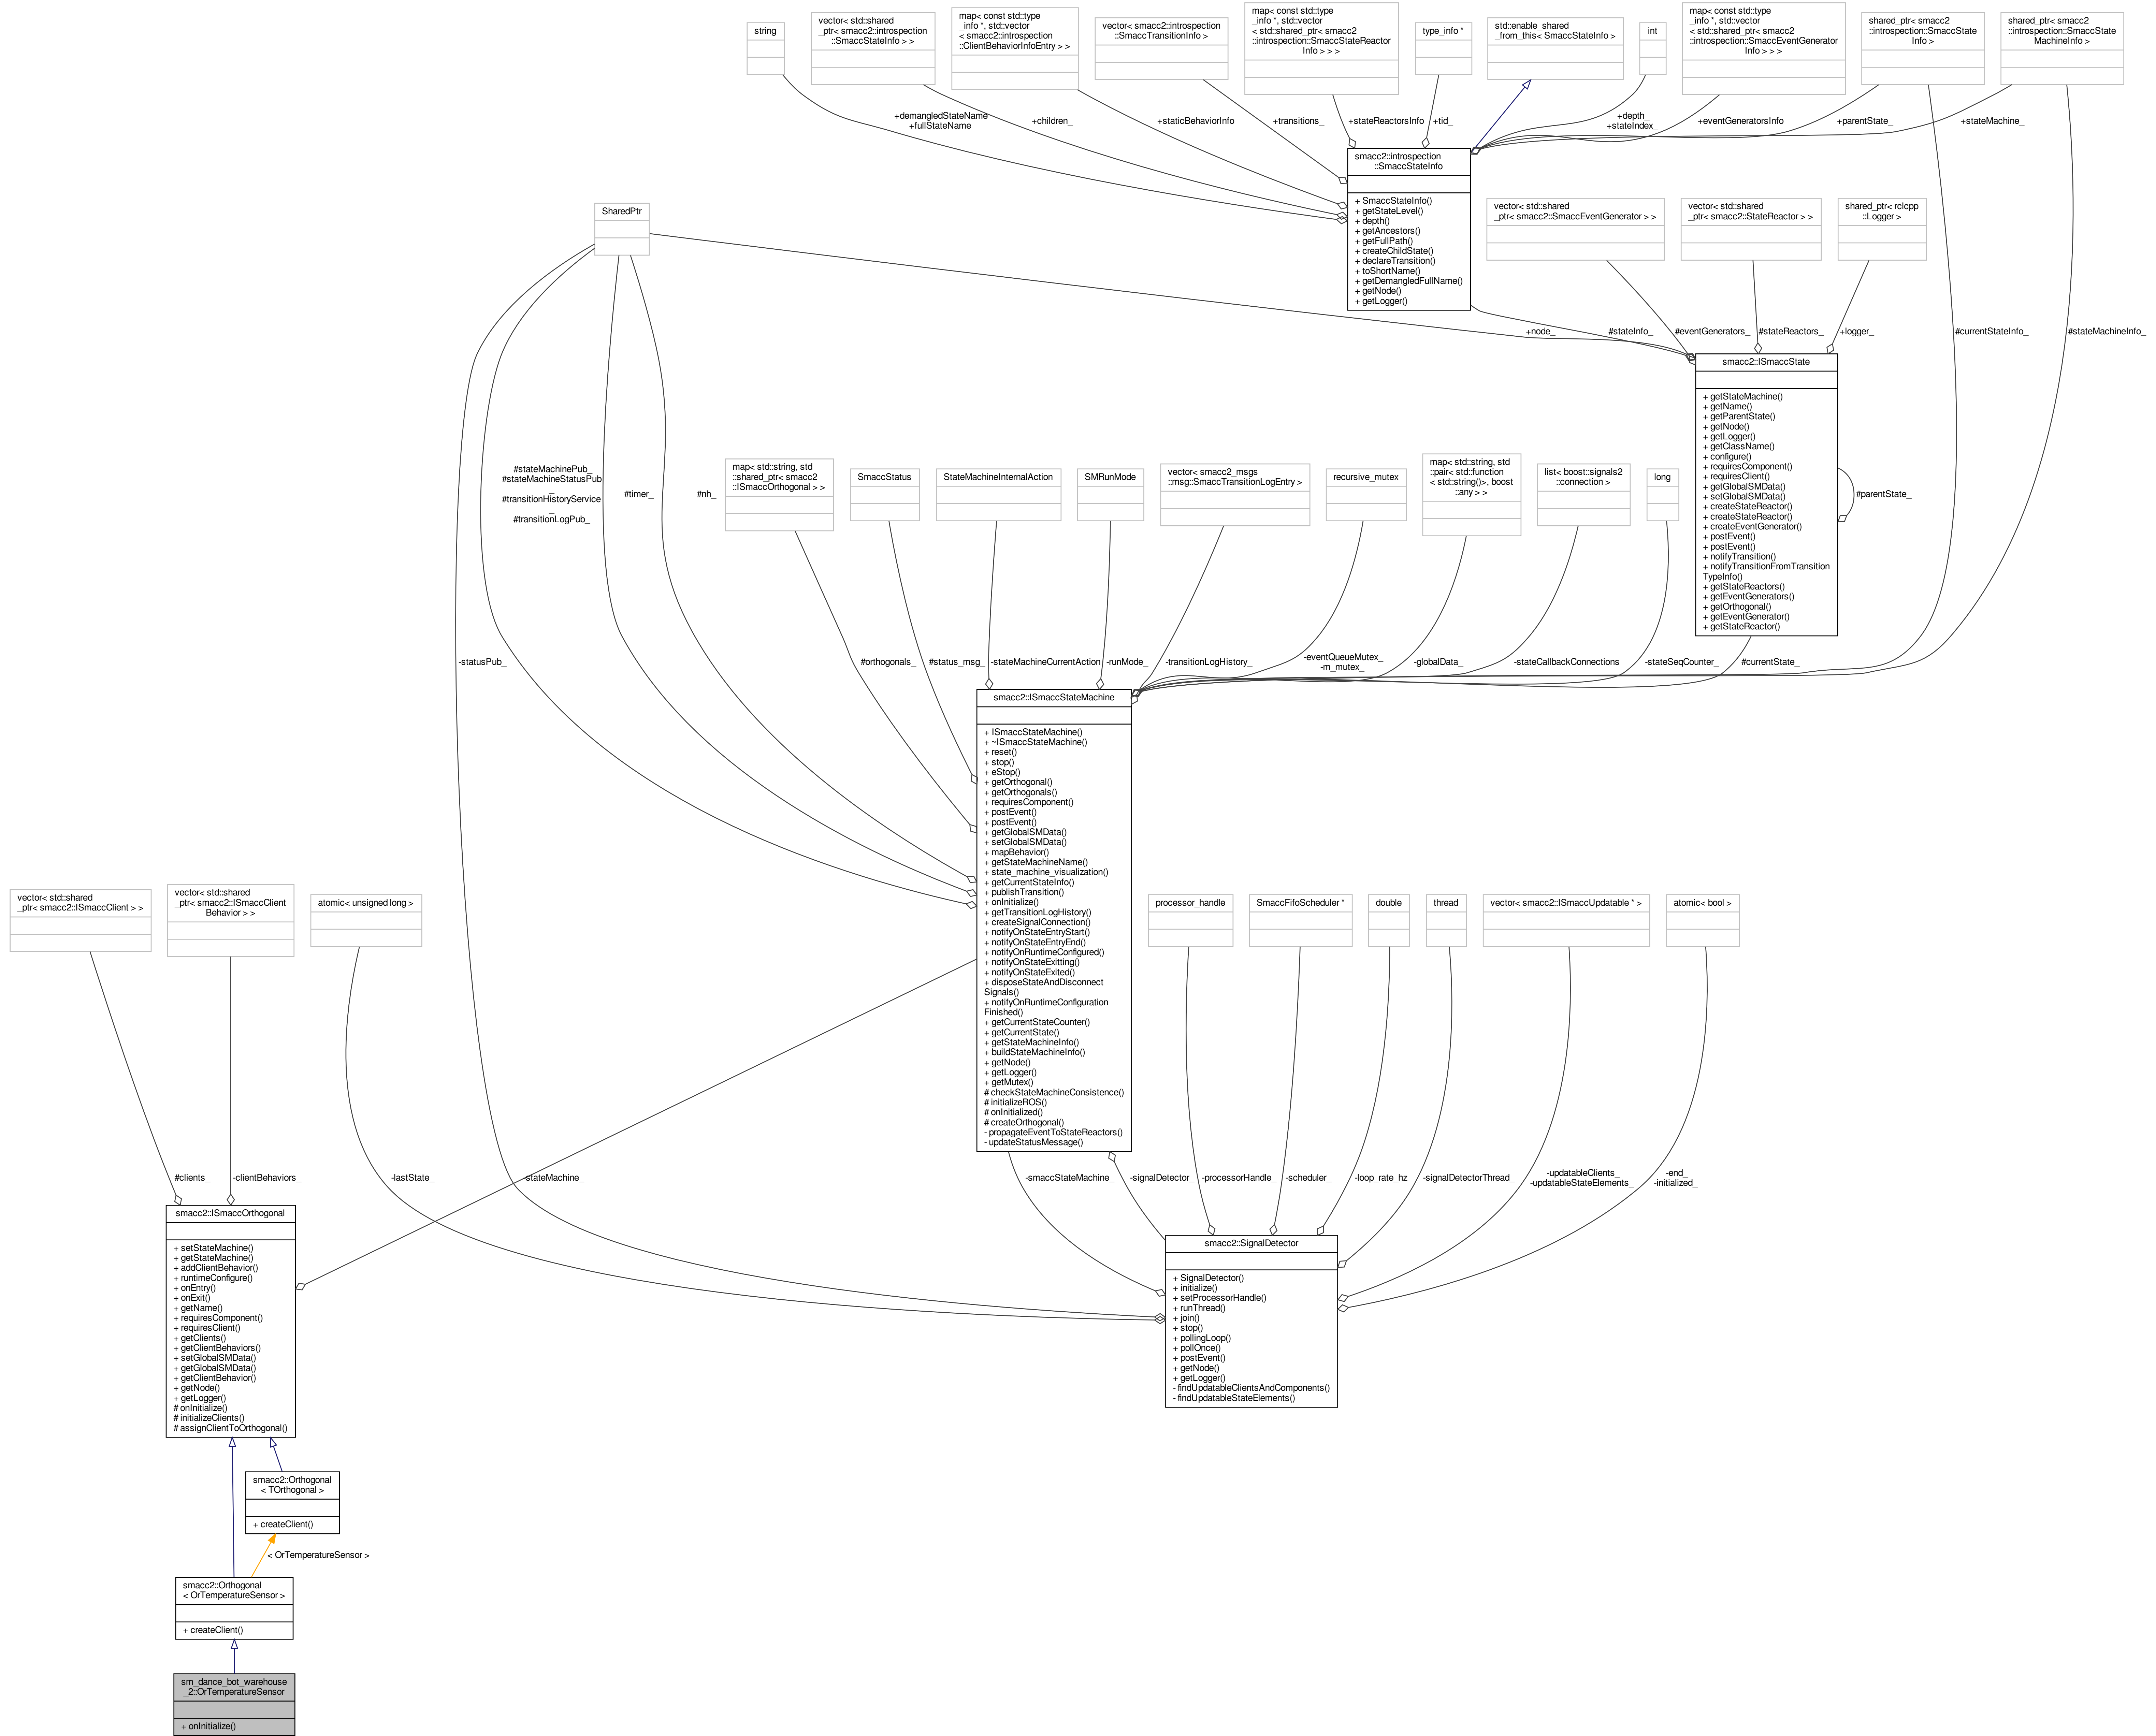 string
vector< std::shared
_ptr< smacc2::introspection
::SmaccStateInfo > >
map< const std::type
_info *, std::vector
< smacc2::introspection
::ClientBehaviorInfoEntry > >
vector< smacc2::introspection
::SmaccTransitionInfo >
map< const std::type
_info *, std::vector
< std::shared_ptr< smacc2
::introspection::SmaccStateReactor
Info > > >
type_info *
std::enable_shared
_from_this< SmaccStateInfo >
int
map< const std::type
_info *, std::vector
< std::shared_ptr< smacc2
::introspection::SmaccEventGenerator
Info > > >
shared_ptr< smacc2
::introspection::SmaccState
Info >
shared_ptr< smacc2
::introspection::SmaccState
MachineInfo >
+demangledStateName
+fullStateName
+children_
+staticBehaviorInfo
+transitions_
+stateReactorsInfo
+tid_
+depth_
+stateIndex_
+eventGeneratorsInfo
+parentState_
+stateMachine_
smacc2::introspection
::SmaccStateInfo
+ SmaccStateInfo()
+ getStateLevel()
+ depth()
+ getAncestors()
+ getFullPath()
+ createChildState()
+ declareTransition()
+ toShortName()
+ getDemangledFullName()
+ getNode()
+ getLogger()
SharedPtr
vector< std::shared
_ptr< smacc2::SmaccEventGenerator > >
vector< std::shared
_ptr< smacc2::StateReactor > >
shared_ptr< rclcpp
::Logger >
+node_
#stateInfo_
#eventGenerators_
#stateReactors_
+logger_
#currentStateInfo_
#stateMachineInfo_
smacc2::ISmaccState
+ getStateMachine()
+ getName()
+ getParentState()
+ getNode()
+ getLogger()
+ getClassName()
+ configure()
+ requiresComponent()
+ requiresClient()
+ getGlobalSMData()
+ setGlobalSMData()
+ createStateReactor()
+ createStateReactor()
+ createEventGenerator()
+ postEvent()
+ postEvent()
+ notifyTransition()
+ notifyTransitionFromTransition
TypeInfo()
+ getStateReactors()
+ getEventGenerators()
+ getOrthogonal()
+ getEventGenerator()
+ getStateReactor()
#parentState_
#stateMachinePub_
#stateMachineStatusPub
_
#transitionHistoryService
_
#transitionLogPub_
#timer_
#nh_
map< std::string, std
::shared_ptr< smacc2
::ISmaccOrthogonal > >
SmaccStatus
StateMachineInternalAction
SMRunMode
vector< smacc2_msgs
::msg::SmaccTransitionLogEntry >
recursive_mutex
map< std::string, std
::pair< std::function
< std::string()>, boost
::any > >
list< boost::signals2
::connection >
long
-statusPub_
#orthogonals_
#status_msg_
-stateMachineCurrentAction
-runMode_
-transitionLogHistory_
-eventQueueMutex_
-m_mutex_
-globalData_
-stateCallbackConnections
-stateSeqCounter_
#currentState_
smacc2::ISmaccStateMachine
+ ISmaccStateMachine()
+ ~ISmaccStateMachine()
+ reset()
+ stop()
+ eStop()
+ getOrthogonal()
+ getOrthogonals()
+ requiresComponent()
+ postEvent()
+ postEvent()
+ getGlobalSMData()
+ setGlobalSMData()
+ mapBehavior()
+ getStateMachineName()
+ state_machine_visualization()
+ getCurrentStateInfo()
+ publishTransition()
+ onInitialize()
+ getTransitionLogHistory()
+ createSignalConnection()
+ notifyOnStateEntryStart()
+ notifyOnStateEntryEnd()
+ notifyOnRuntimeConfigured()
+ notifyOnStateExitting()
+ notifyOnStateExited()
+ disposeStateAndDisconnect
Signals()
+ notifyOnRuntimeConfiguration
Finished()
+ getCurrentStateCounter()
+ getCurrentState()
+ getStateMachineInfo()
+ buildStateMachineInfo()
+ getNode()
+ getLogger()
+ getMutex()
# checkStateMachineConsistence()
# initializeROS()
# onInitialized()
# createOrthogonal()
- propagateEventToStateReactors()
- updateStatusMessage()
vector< std::shared
_ptr< smacc2::ISmaccClient > >
vector< std::shared
_ptr< smacc2::ISmaccClient
Behavior > >
atomic< unsigned long >
processor_handle
SmaccFifoScheduler *
double
thread
vector< smacc2::ISmaccUpdatable * >
atomic< bool >
#clients_
-clientBehaviors_
-lastState_
-stateMachine_
-smaccStateMachine_
-signalDetector_
-processorHandle_
-scheduler_
-loop_rate_hz
-signalDetectorThread_
-updatableClients_
-updatableStateElements_
-end_
-initialized_
smacc2::ISmaccOrthogonal
+ setStateMachine()
+ getStateMachine()
+ addClientBehavior()
+ runtimeConfigure()
+ onEntry()
+ onExit()
+ getName()
+ requiresComponent()
+ requiresClient()
+ getClients()
+ getClientBehaviors()
+ setGlobalSMData()
+ getGlobalSMData()
+ getClientBehavior()
+ getNode()
+ getLogger()
# onInitialize()
# initializeClients()
# assignClientToOrthogonal()
smacc2::SignalDetector
+ SignalDetector()
+ initialize()
+ setProcessorHandle()
+ runThread()
+ join()
+ stop()
+ pollingLoop()
+ pollOnce()
+ postEvent()
+ getNode()
+ getLogger()
- findUpdatableClientsAndComponents()
- findUpdatableStateElements()
smacc2::Orthogonal
< TOrthogonal >
+ createClient()
< OrTemperatureSensor >
smacc2::Orthogonal
< OrTemperatureSensor >
+ createClient()
sm_dance_bot_warehouse
_2::OrTemperatureSensor
+ onInitialize()